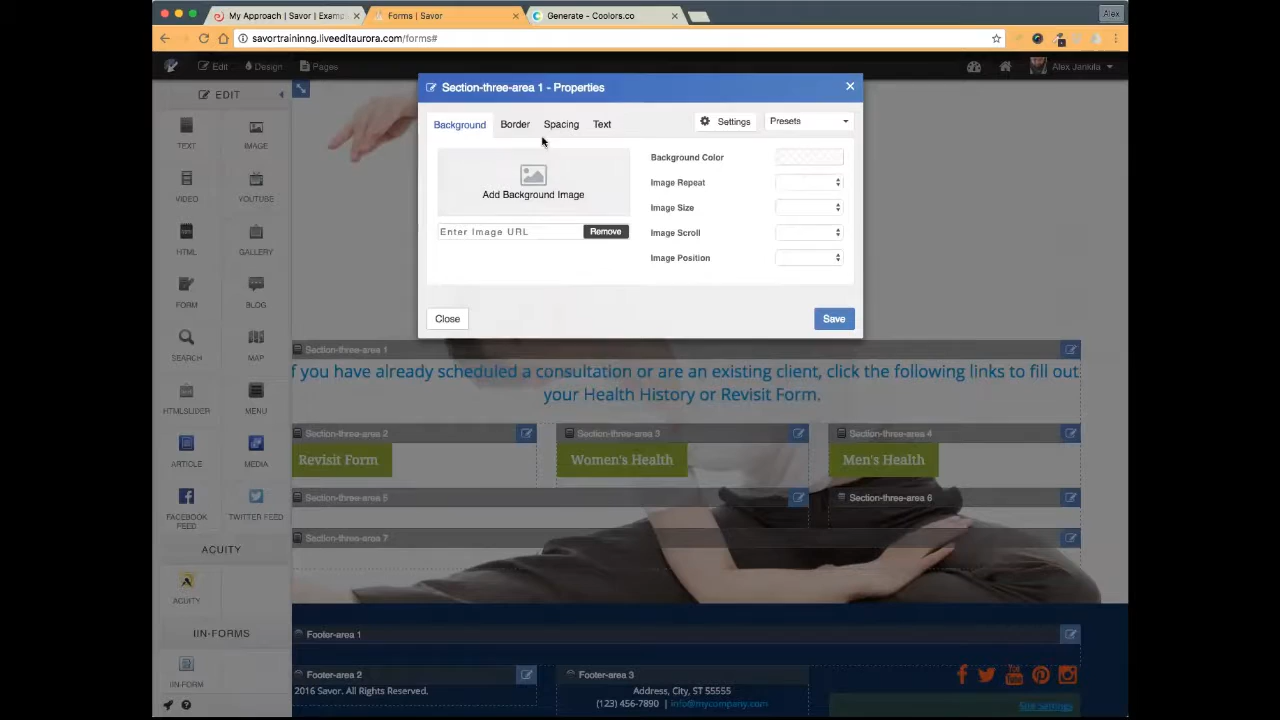 My Approach | Savor | Examp
Forms | Savor
Generate - Coolors.co
Alex
savortraininng.liveeditaurora.com/forms#
Edit
Design
Pages
Alex Jankila
EDIT
TEXT
IMAGE
VIDEO
YOUTUBE
HTML
GALLERY
FORM
BLOG
SEARCH
MAP
HTMLSLIDER
MENU
ARTICLE
MEDIA
FACEBOOK FEED
TWITTER FEED
ACUITY
ACUITY
IIN-FORMS
IIN-FORM
Section-three-area 1 - Properties
Background
Border
Spacing
Text
Settings
Presets
Add Background Image
Enter Image URL
Remove
Background Color
Image Repeat
Image Size
Image Scroll
Image Position
Close
Save
Section-three-area 1
f you have already scheduled a consultation or are an existing client, click the following links to fill out
your Health History or Revisit Form.
Section-three-area 2
Section-three-area 3
Section-three-area 4
Revisit Form
Women's Health
Men's Health
Section-three-area 5
Section-three-area 6
Section-three-area 7
Footer-area 1
Footer-area 2
Footer-area 3
2016 Savor. All Rights Reserved.
Address, City, ST 55555
(123) 456-7890 | info@mycompany.com
You Tube
Site Settings